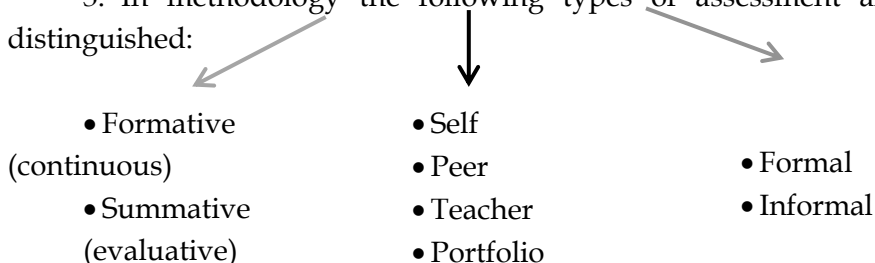 In methodology the following types of assessment
distinguished:
• Formative
(continuous)
• Summative
(evaluative)
• Self
• Peer
• Teacher
• Portfolio
• Formal
• Informal